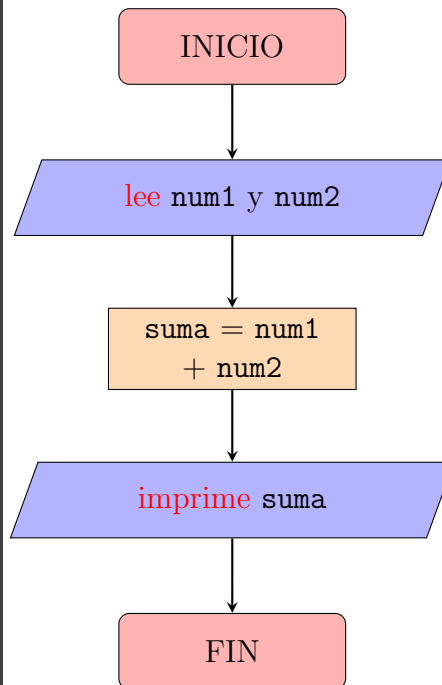 INICIO
lee num1 y num2
suma = num1
+ num2
imprime suma
FIN